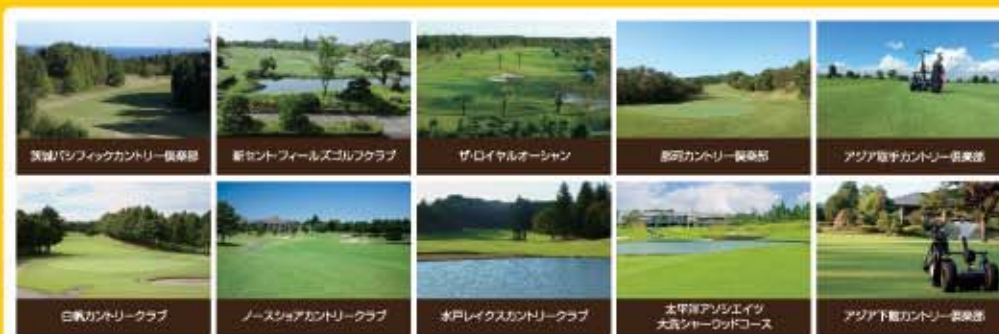 茨城パシフィックカントリー倶楽部
新セント・フィールズゴルフクラブ
ザ・ロイヤルオーシャン
那珂カントリー倶楽部
アジア取手カントリー倶楽部
白帆カントリークラブ
ノースショアカントリークラブ
水戸レイクスカントリークラブ
太平洋アソシエイツ
大洗シャーウッドコース
アジア下館カントリー倶楽部